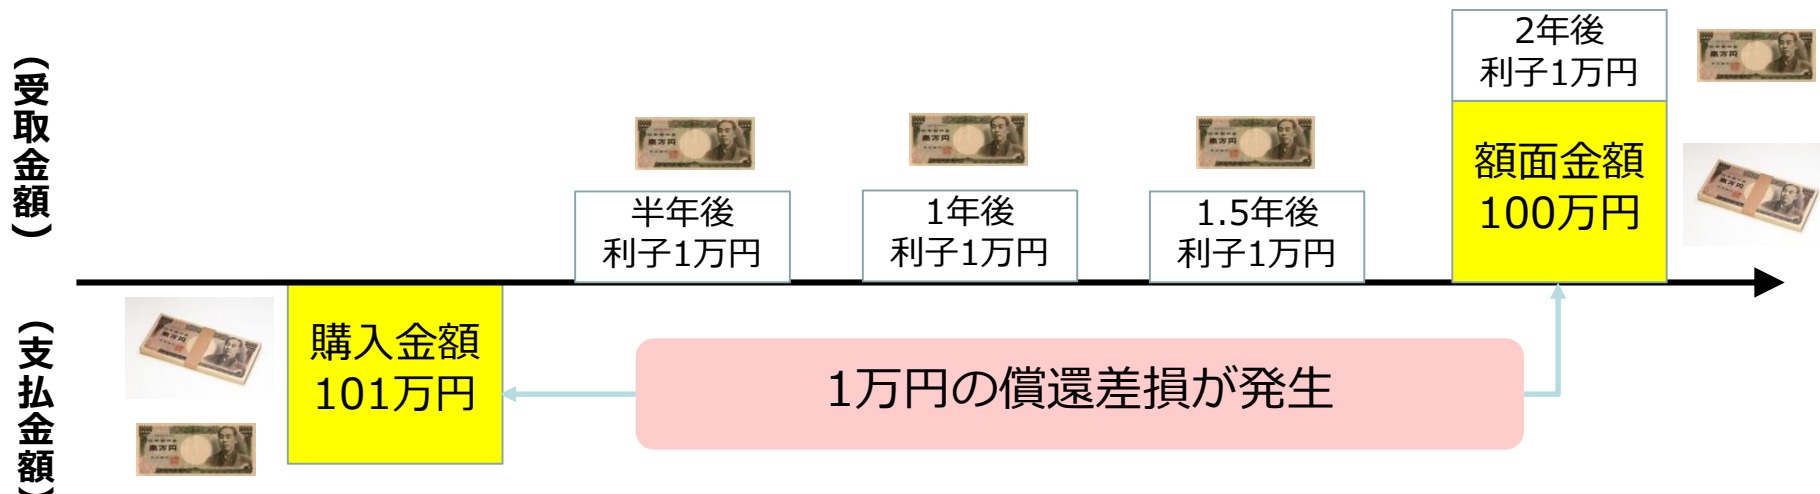 （受取金額）
2年後
利子1万円
額面金額
100万円
半年後
利子1万円
1年後
利子1万円
1.5年後
利子1万円
（支払金額）
購入金額
101万円
1万円の償還差損が発生